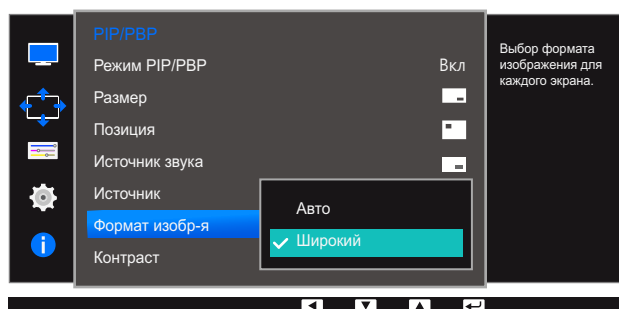 PIP/PBP
Режим PIP/PBP Вкл
Размер
Позиция
Источник звука
Источник
Формат изобр-я
Контраст
Авто
Широкий
Выбор формата
изображения для
каждого экрана.